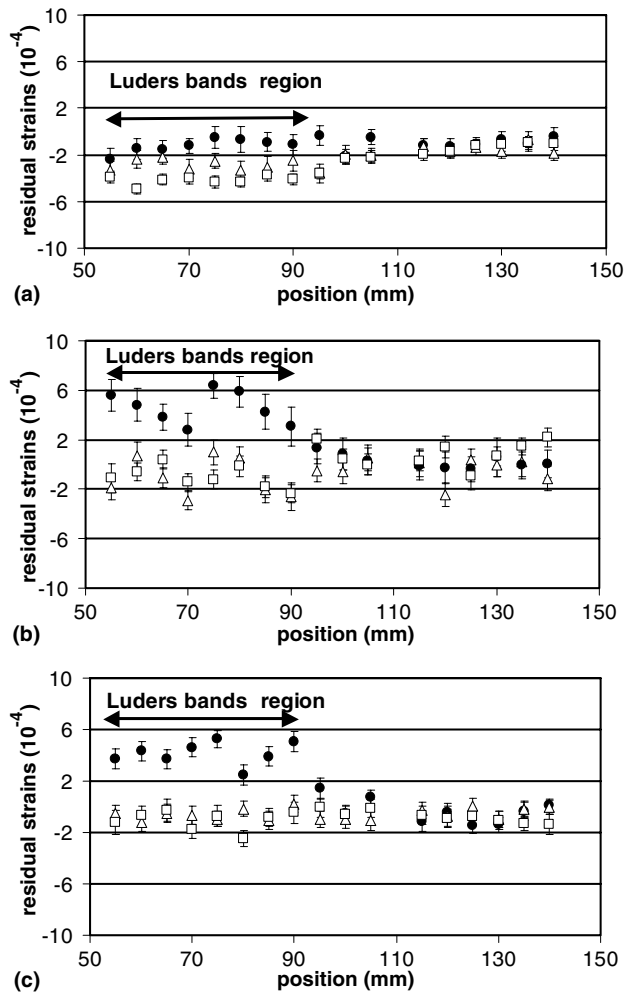 10
6
2
-2
-6
-10
residual strains (10⁻⁴)
Luders bands region
50 70 90 110 130 150
position (mm)
(a)
10
6
2
-2
-6
-10
residual strains (10⁻⁴)
Luders bands region
50 70 90 110 130 150
position (mm)
(b)
10
6
2
-2
-6
-10
residual strains (10⁻⁴)
Luders bands region
50 70 90 110 130 150
position (mm)
(c)